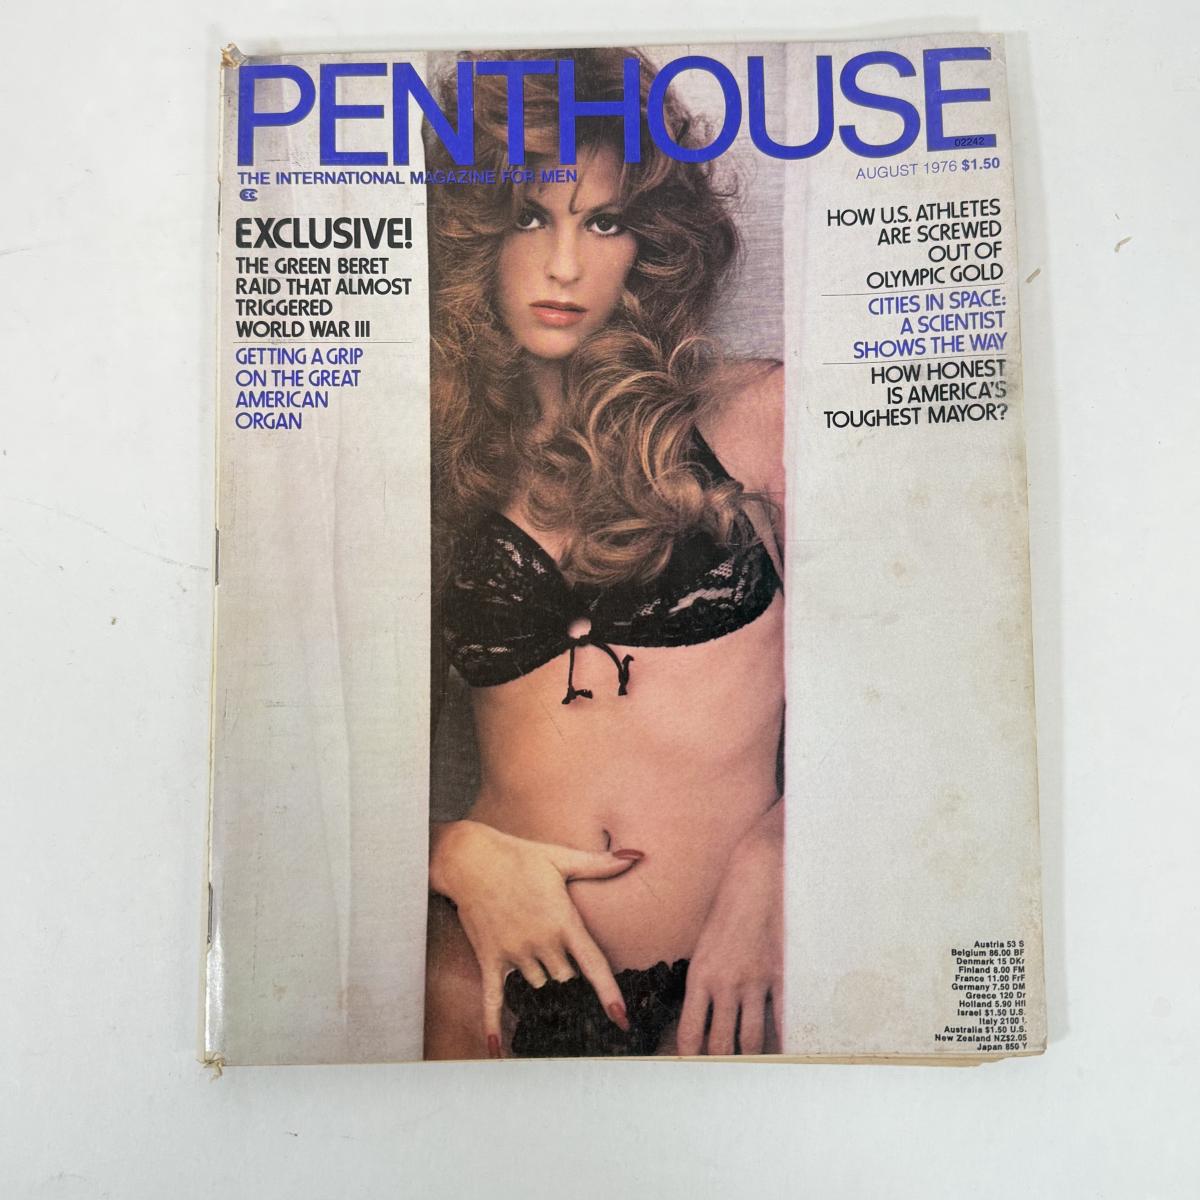 PENTHOUSE
02242
THE INTERNATIONAL MAGAZINE FOR MEN
AUGUST 1976 $1.50
EXCLUSIVE!
THE GREEN BERET
RAID THAT ALMOST
TRIGGERED
WORLD WAR III
GETTING A GRIP
ON THE GREAT
AMERICAN
ORGAN
HOW U.S. ATHLETES
ARE SCREWED
OUT OF
OLYMPIC GOLD
CITIES IN SPACE:
A SCIENTIST
SHOWS THE WAY
HOW HONEST
IS AMERICA'S
TOUGHEST MAYOR?
Austria 53 S
Belgium 86.00 BF
Denmark 15 DKr
Finland 8.00 FM
France 11.00 FrF
Germany 7.50 DM
Greece 120 Dr
Holland 5.90 Hfl
Israel $1.50 U.S.
Italy 2100 L
Australia $1.50 U.S.
New Zealand NZ$2.05
Japan 850 Y